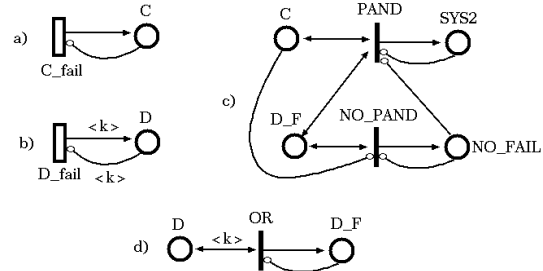 a)
C
C_fail
b)
D
<k>
<k>
D_fail
c)
C
PAND
SYS2
D_F
NO_PAND
NO_FAIL
d)
D
<k>
OR
D_F